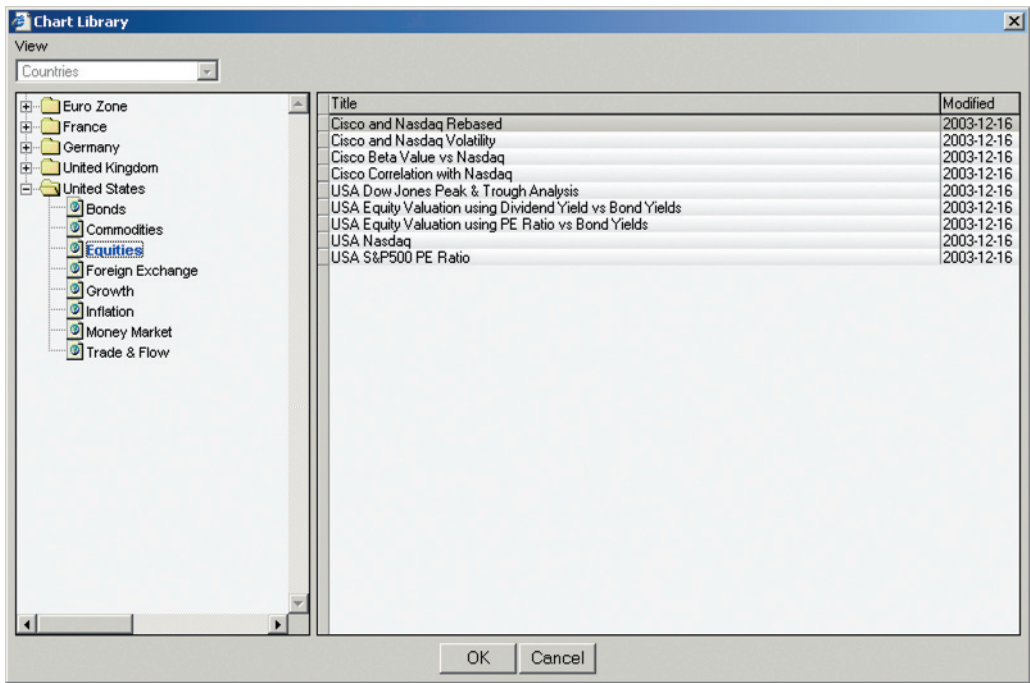 Chart Library
View
Countries
Euro Zone
France
Germany
United Kingdom
United States
Bonds
Commodities
Equities
Foreign Exchange
Growth
Inflation
Money Market
Trade & Flow
Title Modified
Cisco and Nasdaq Rebased 2003-12-16
Cisco and Nasdaq Volatility 2003-12-16
Cisco Beta Value vs Nasdaq 2003-12-16
Cisco Correlation with Nasdaq 2003-12-16
USA Dow Jones Peak & Trough Analysis 2003-12-16
USA Equity Valuation using Dividend Yield vs Bond Yields 2003-12-16
USA Equity Valuation using PE Ratio vs Bond Yields 2003-12-16
USA Nasdaq 2003-12-16
USA S&P500 PE Ratio 2003-12-16
OK Cancel